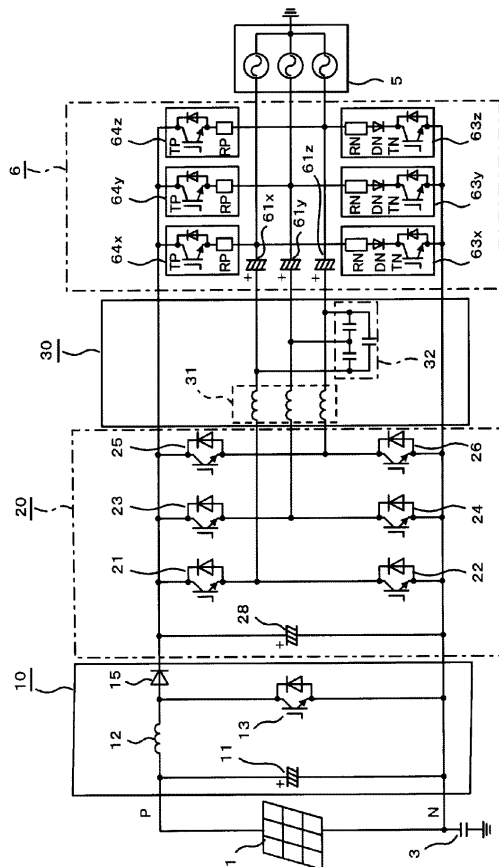 10
20
30
6
P
12
15
11
+
13
1
N
3
28
+
21
23
25
22
24
26
31
32
64x
64y
64z
TP
TP
TP
RP
RP
RP
61x
61y
61z
+
+
+
RN
RN
RN
DN
DN
DN
TN
TN
TN
63x
63y
63z
5